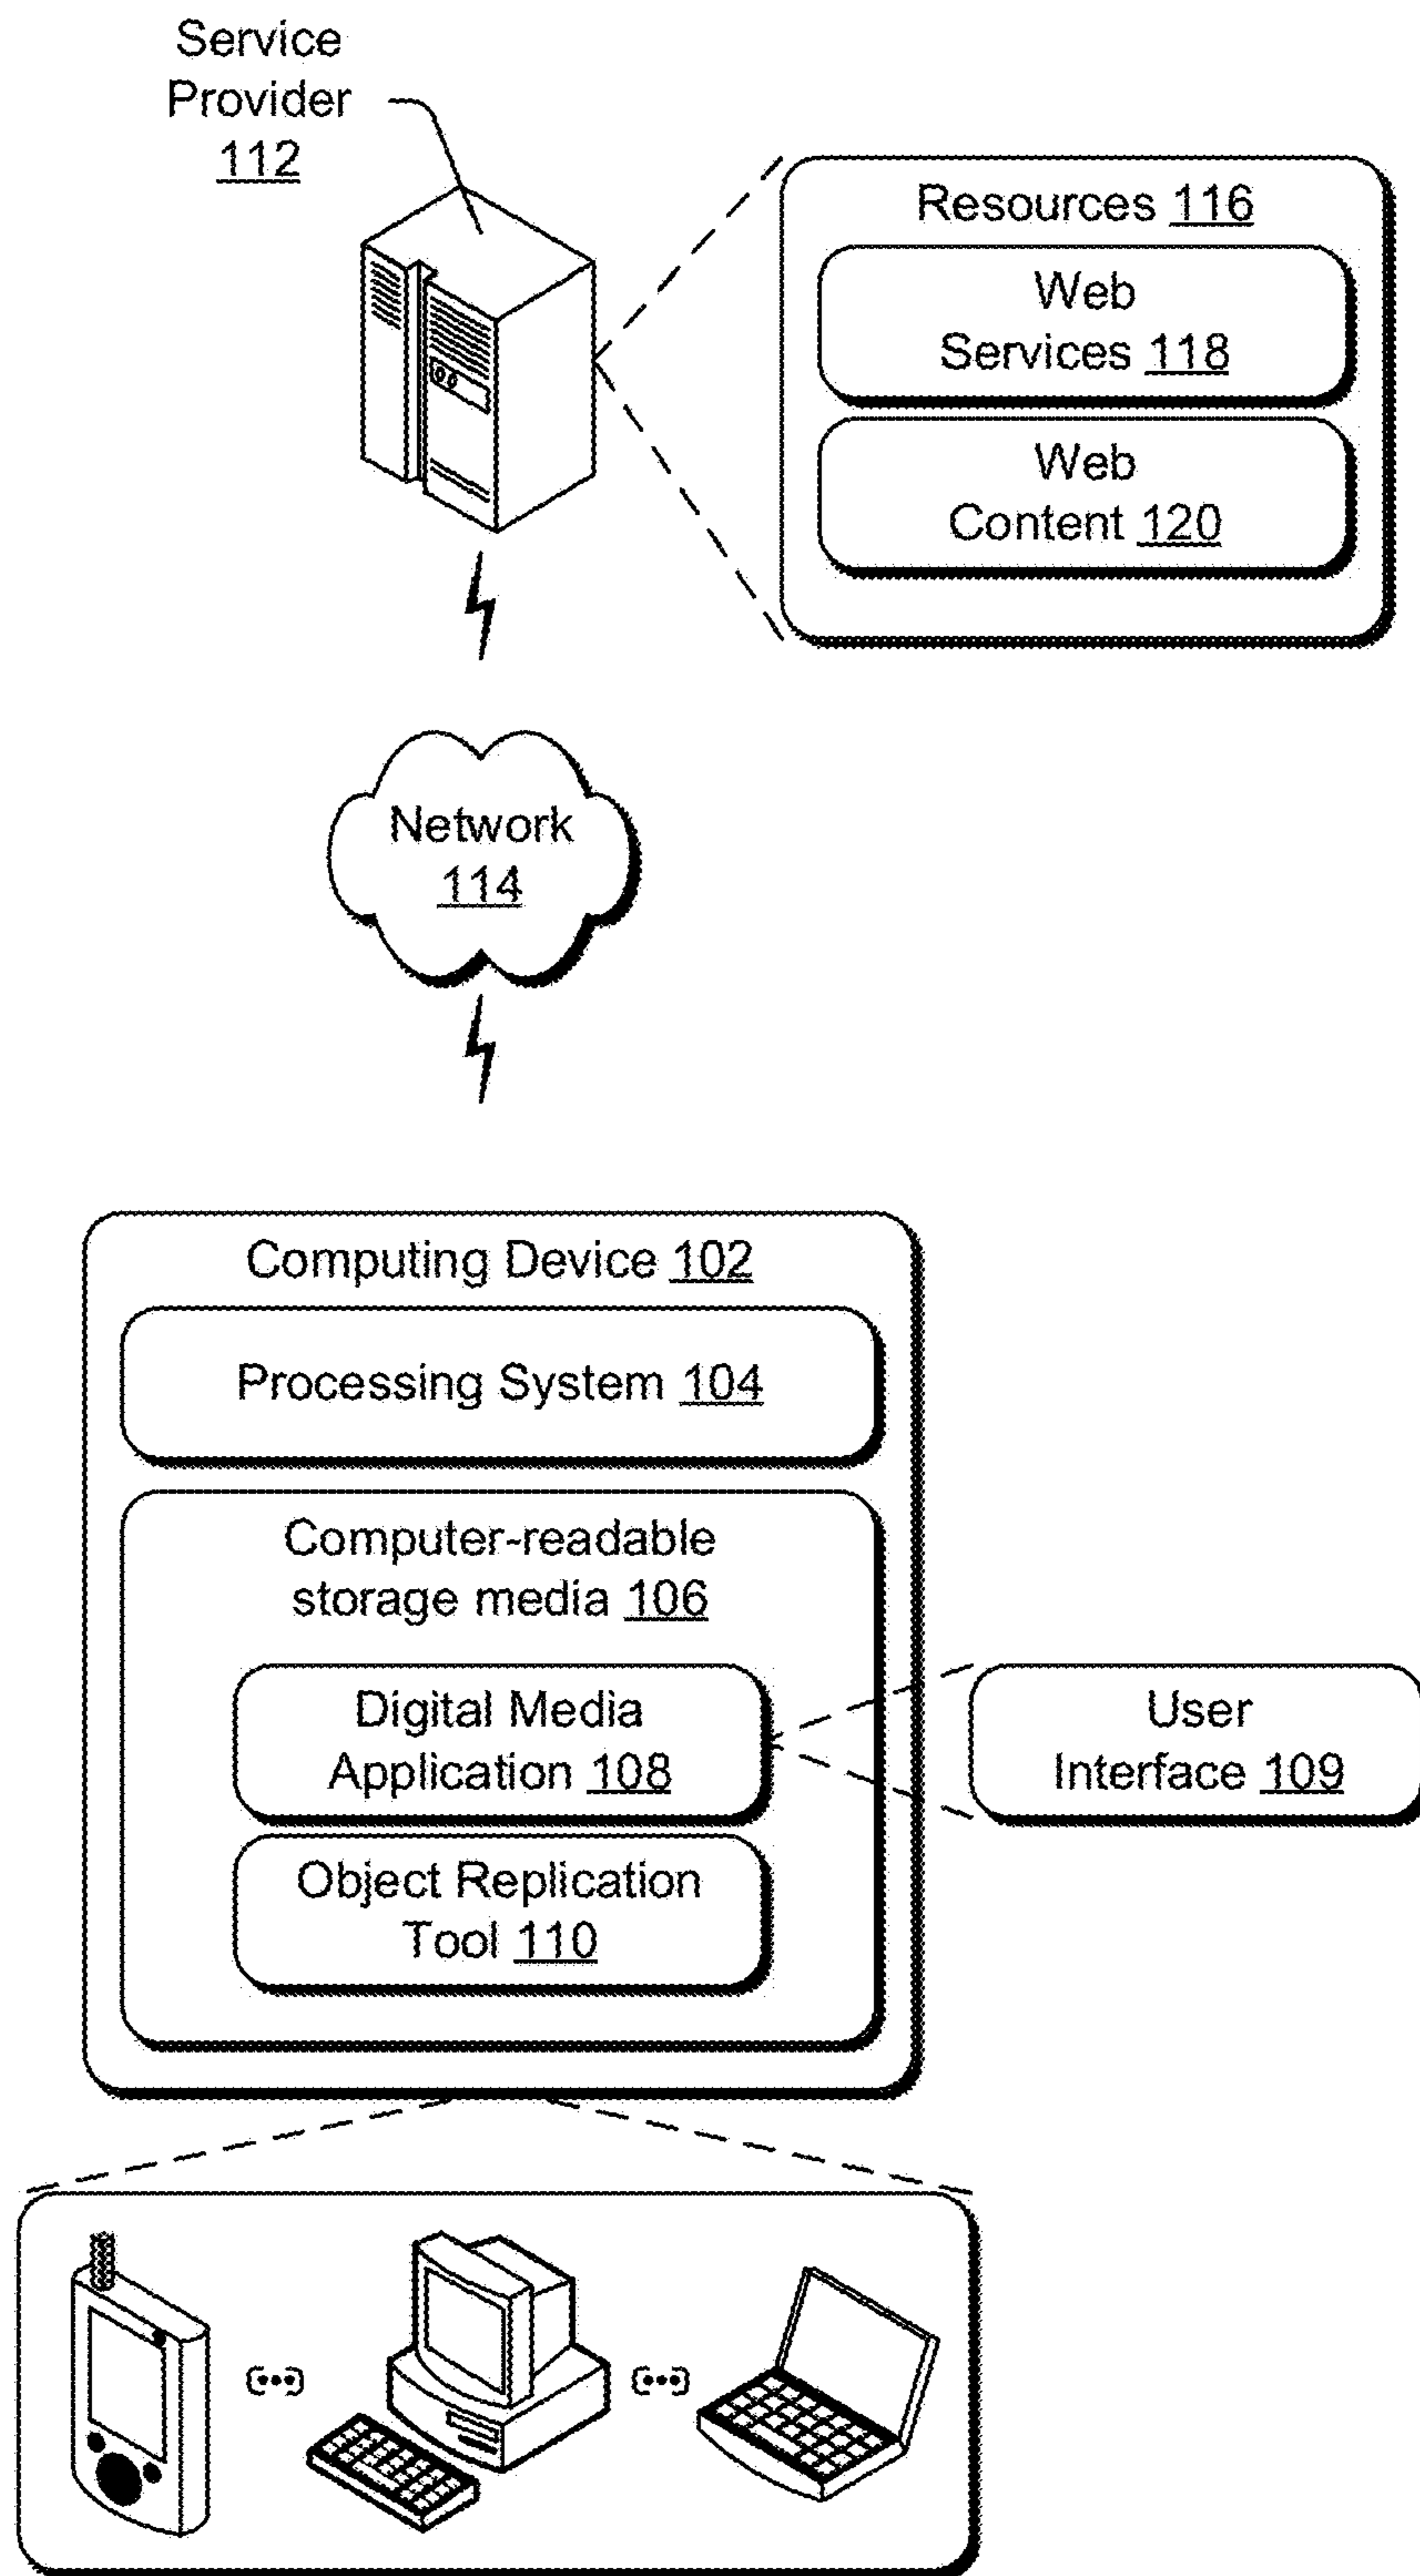 Service
Provider
112
Resources 116
Web
Services 118
Web
Content 120
Network
114
Computing Device 102
Processing System 104
Computer-readable
storage media 106
Digital Media
Application 108
User
Interface 109
Object Replication
Tool 110